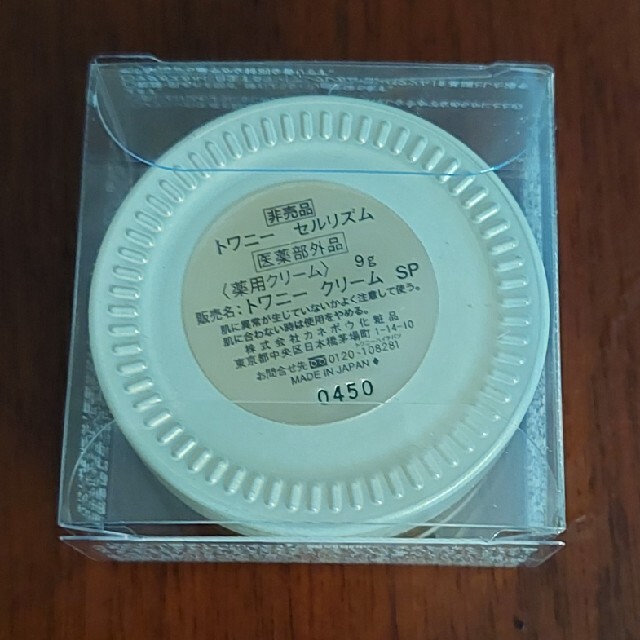 非売品
トワニー セルリズム
医薬部外品
〈薬用クリーム〉 9g
販売名:トワニー クリーム SP
肌に異常が生じていないかよく注意して使う。
肌に合わない時は使用をやめる。
株式会社カネボウ化粧品
東京都中央区日本橋茅場町1-14-10
お問合せ先 0120-108281
MADE IN JAPAN
0450